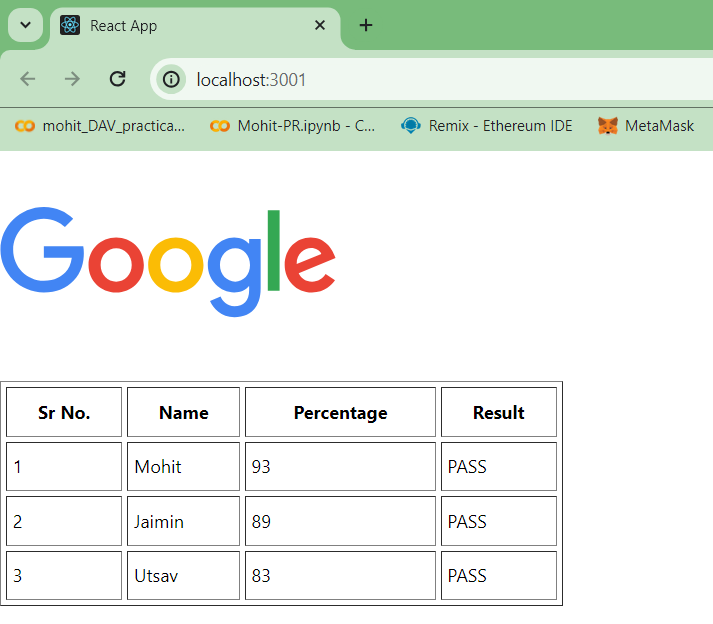 React App
localhost:3001
mohit_DAV_practica... Mohit-PR.ipynb - C... Remix - Ethereum IDE MetaMask
Google
Sr No. Name Percentage Result
1 Mohit 93 PASS
2 Jaimin 89 PASS
3 Utsav 83 PASS